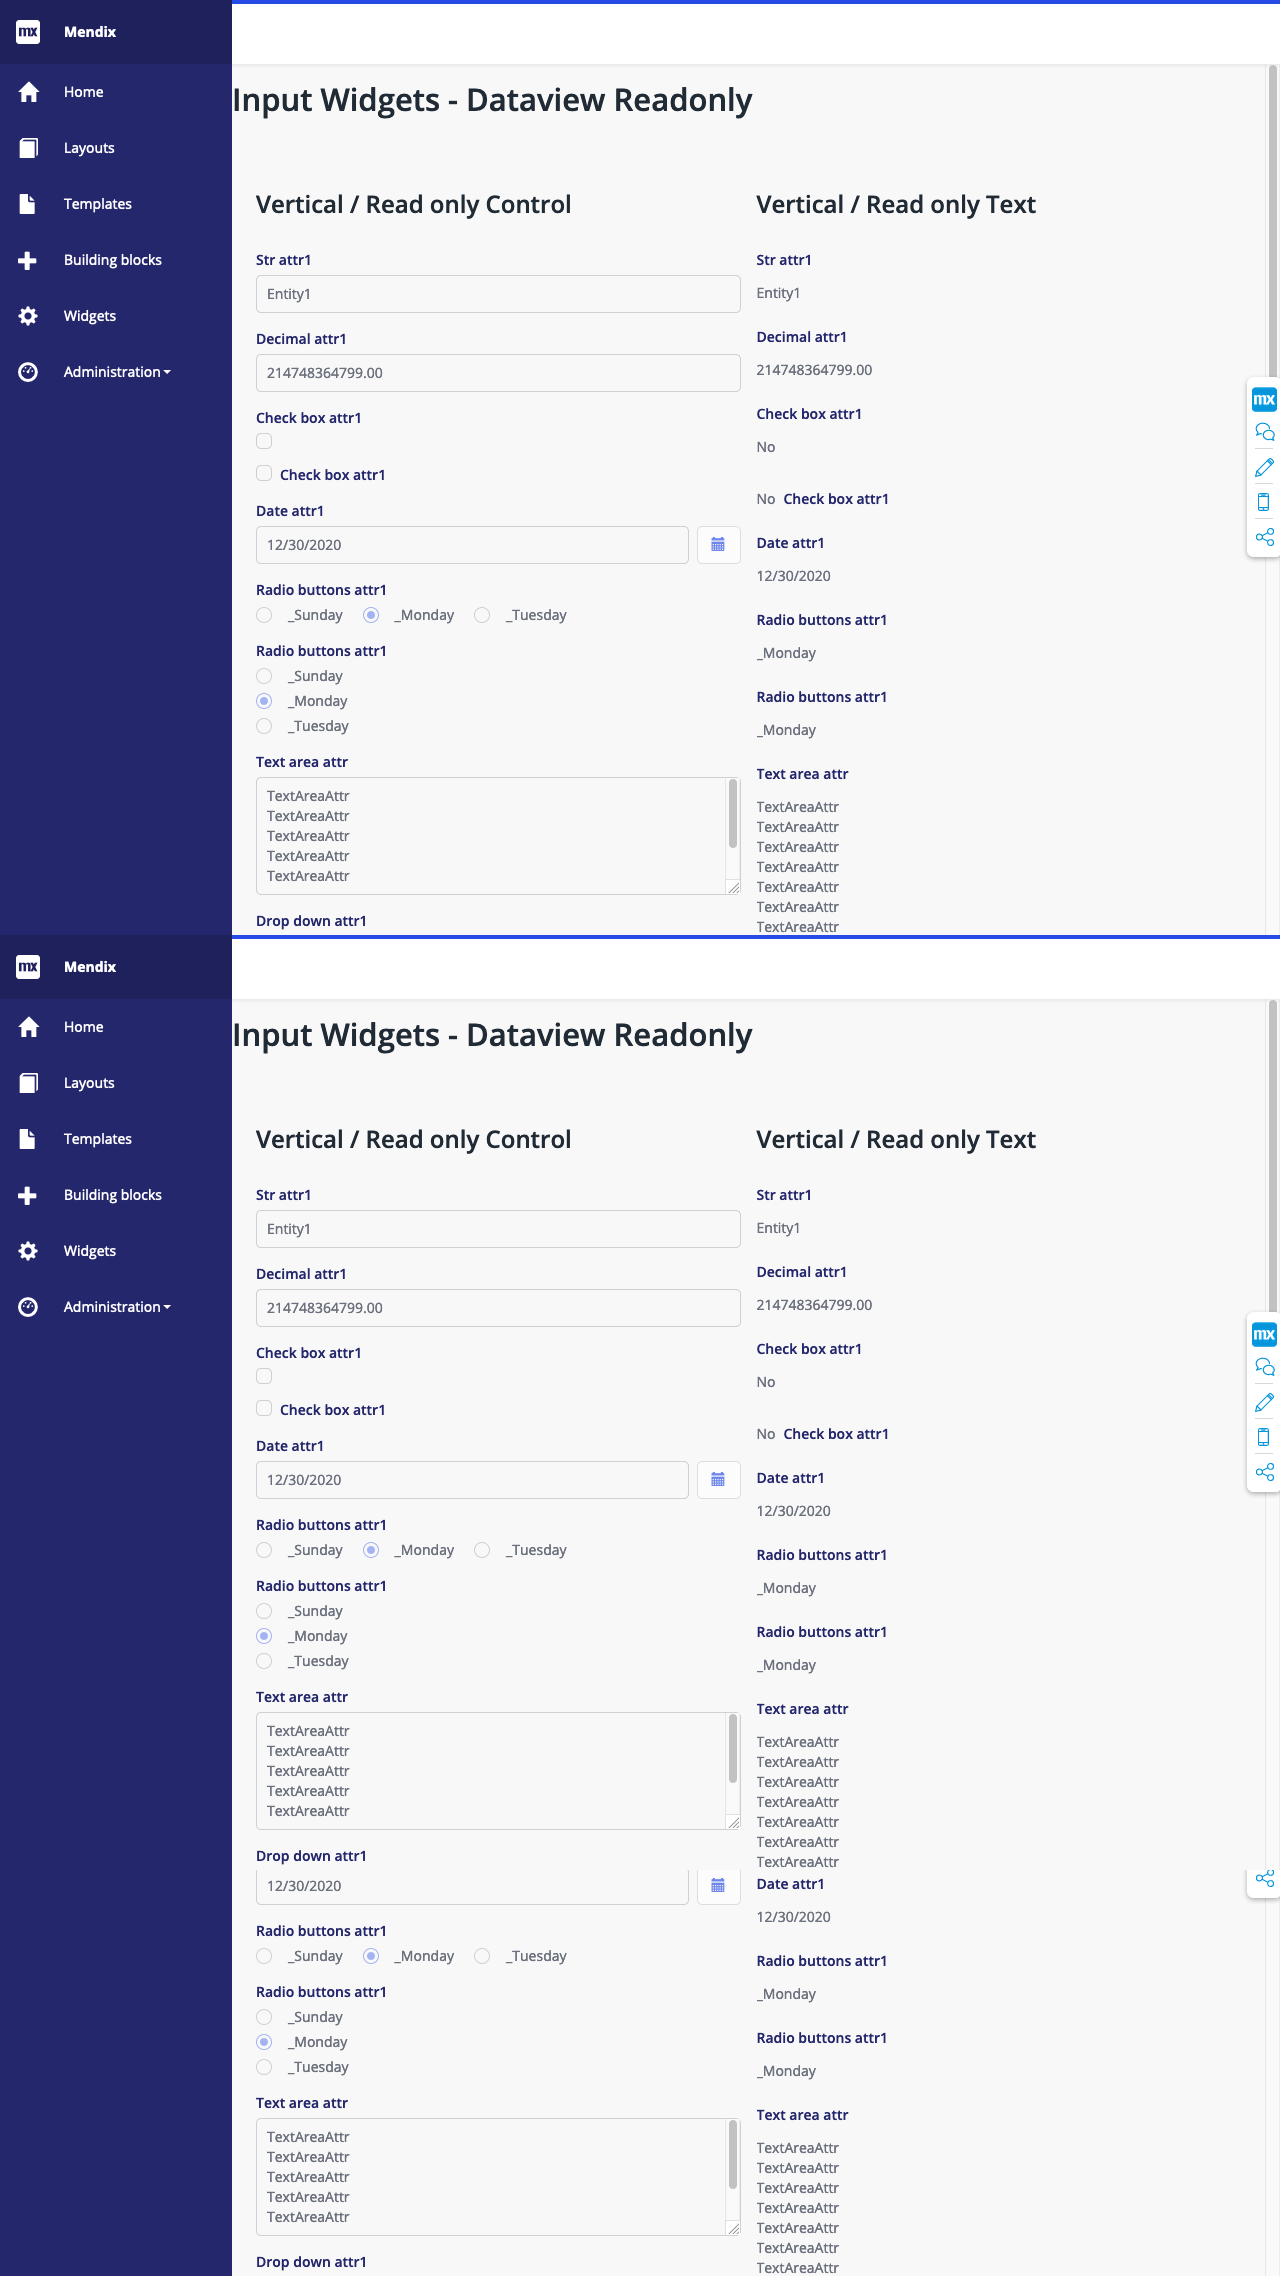 mx Mendix
Home
Layouts
Templates
Building blocks
Widgets
Administration
Input Widgets - Dataview Readonly
Vertical / Read only Control
Str attr1
Entity1
Decimal attr1
214748364799.00
Check box attr1
Check box attr1
Date attr1
12/30/2020
Radio buttons attr1
_Sunday _Monday _Tuesday
Radio buttons attr1
_Sunday
_Monday
_Tuesday
Text area attr
TextAreaAttr
TextAreaAttr
TextAreaAttr
TextAreaAttr
TextAreaAttr
Drop down attr1
Vertical / Read only Text
Str attr1
Entity1
Decimal attr1
214748364799.00
Check box attr1
No
No Check box attr1
Date attr1
12/30/2020
Radio buttons attr1
_Monday
Radio buttons attr1
_Monday
Text area attr
TextAreaAttr
TextAreaAttr
TextAreaAttr
TextAreaAttr
TextAreaAttr
TextAreaAttr
TextAreaAttr
mx
mx Mendix
Home
Layouts
Templates
Building blocks
Widgets
Administration
Input Widgets - Dataview Readonly
Vertical / Read only Control
Str attr1
Entity1
Decimal attr1
214748364799.00
Check box attr1
Check box attr1
Date attr1
12/30/2020
Radio buttons attr1
_Sunday _Monday _Tuesday
Radio buttons attr1
_Sunday
_Monday
_Tuesday
Text area attr
TextAreaAttr
TextAreaAttr
TextAreaAttr
TextAreaAttr
TextAreaAttr
Drop down attr1
Vertical / Read only Text
Str attr1
Entity1
Decimal attr1
214748364799.00
Check box attr1
No
No Check box attr1
Date attr1
12/30/2020
Radio buttons attr1
_Monday
Radio buttons attr1
_Monday
Text area attr
TextAreaAttr
TextAreaAttr
TextAreaAttr
TextAreaAttr
TextAreaAttr
TextAreaAttr
TextAreaAttr
mx
12/30/2020
Radio buttons attr1
_Sunday _Monday _Tuesday
Radio buttons attr1
_Sunday
_Monday
_Tuesday
Text area attr
TextAreaAttr
TextAreaAttr
TextAreaAttr
TextAreaAttr
TextAreaAttr
Drop down attr1
Date attr1
12/30/2020
Radio buttons attr1
_Monday
Radio buttons attr1
_Monday
Text area attr
TextAreaAttr
TextAreaAttr
TextAreaAttr
TextAreaAttr
TextAreaAttr
TextAreaAttr
TextAreaAttr